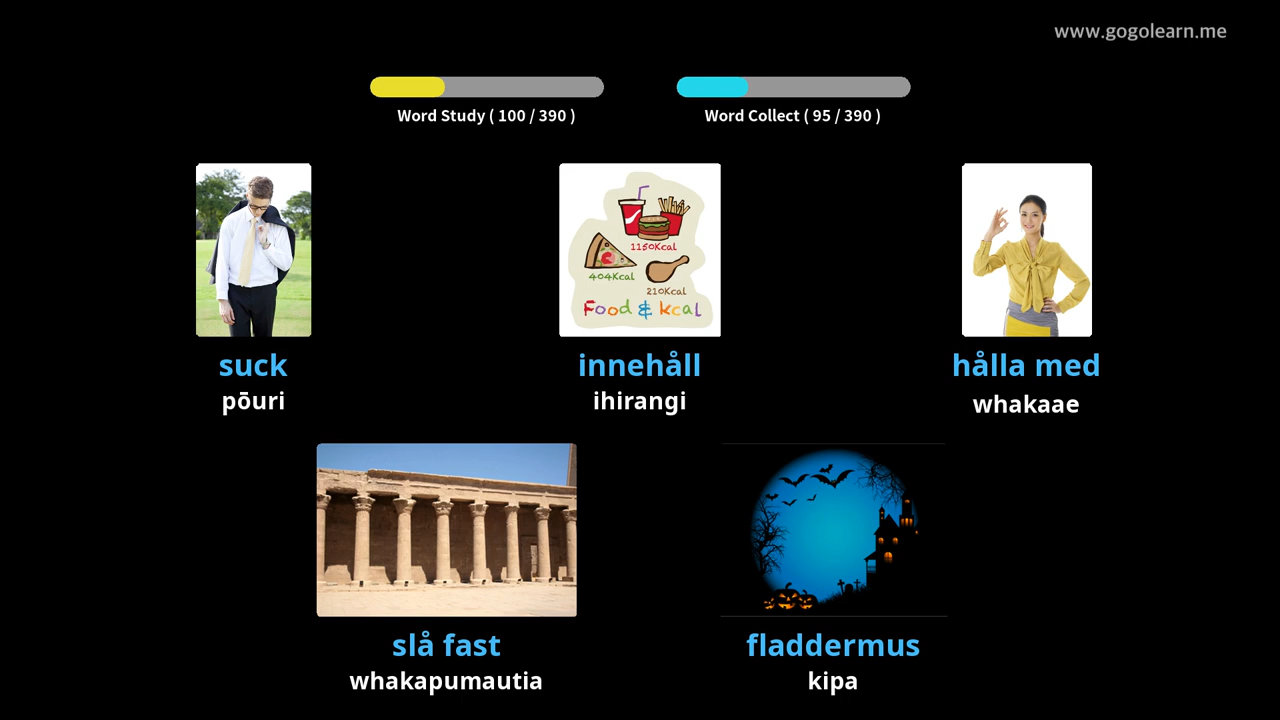 www.gogolearn.me
Word Study ( 100 / 390 )
Word Collect ( 95 / 390 )
1150Kcal
404Kcal
210Kcal
Food & kcal
suck
pōuri
innehåll
ihirangi
hålla med
whakaae
slå fast
whakapumautia
fladdermus
kipa